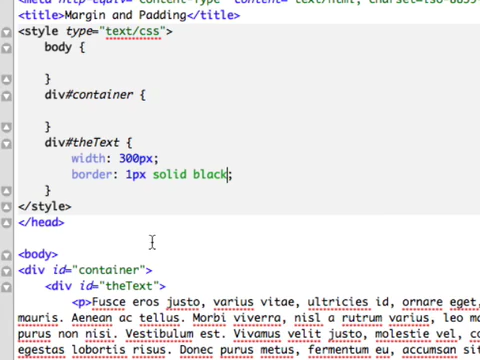 <title>Margin and Padding</title>
<style type="text/css">
body {
}
div#container {
}
div#theText {
width: 300px;
border: 1px solid black;
}
</style>
</head>
<body>
<div id="container">
<div id="theText">
<p>Fusce eros justo, varius vitae, ultricies id, ornare eget,
mauris. Aenean ac tellus. Morbi viverra, nisl a rutrum varius, leo
purus non nisi. Vestibulum est. Vivamus velit justo, molestie vel,
egestas lobortis risus. Donec purus metus, fermentum eu, accumsan